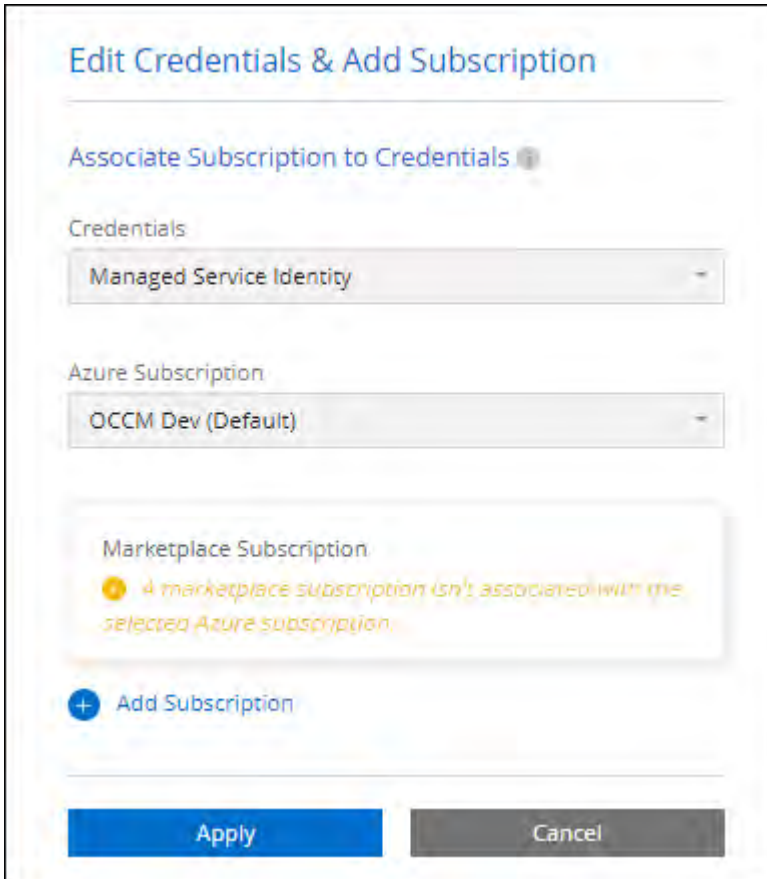 Edit Credentials & Add Subscription
Associate Subscription to Credentials
Credentials
Managed Service Identity
Azure Subscription
OCCM Dev (Default)
Marketplace Subscription
A marketplace subscription isn't associated with the
selected Azure subscription
Add Subscription
Apply
Cancel